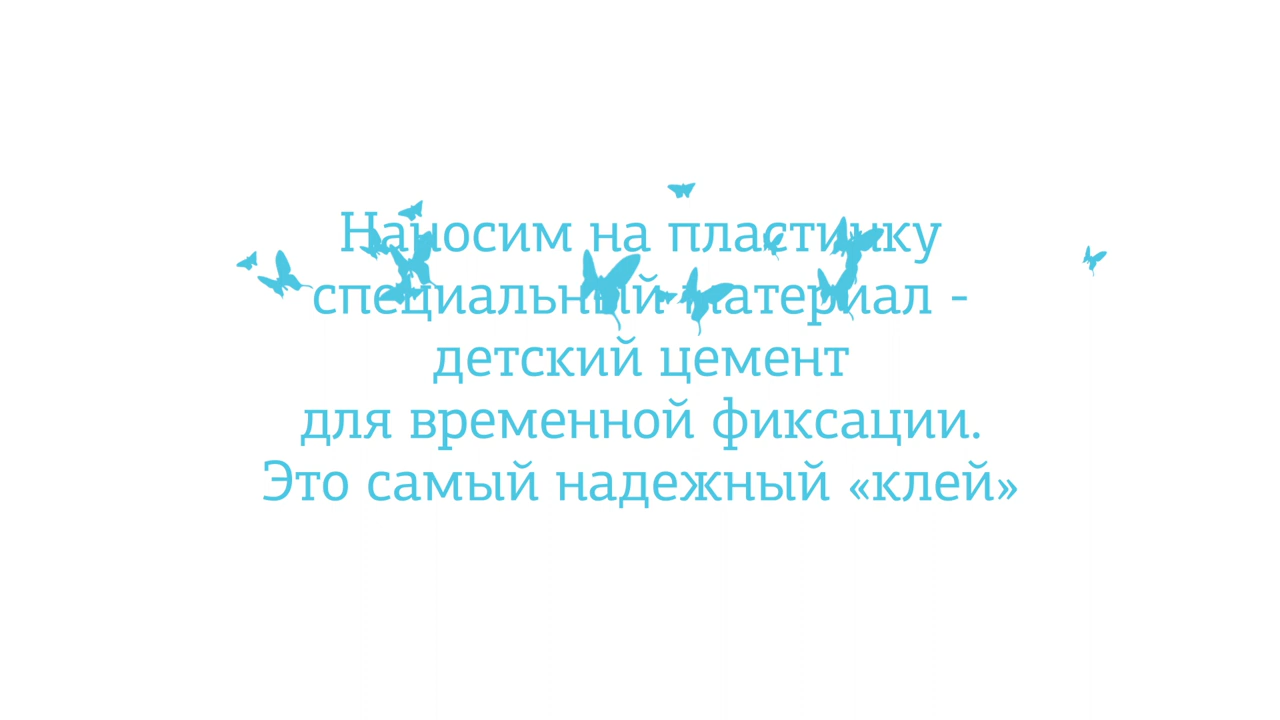 Наносим на пластинку
специальный материал -
детский цемент
для временной фиксации.
Это самый надежный «клей»